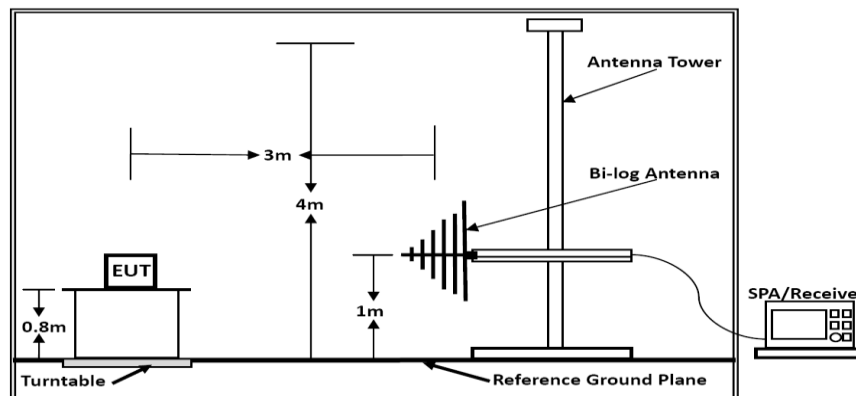 Antenna Tower
3m
Bi-log Antenna
4m
EUT
1m
0.8m
SPA/Receive
Turntable
Reference Ground Plane